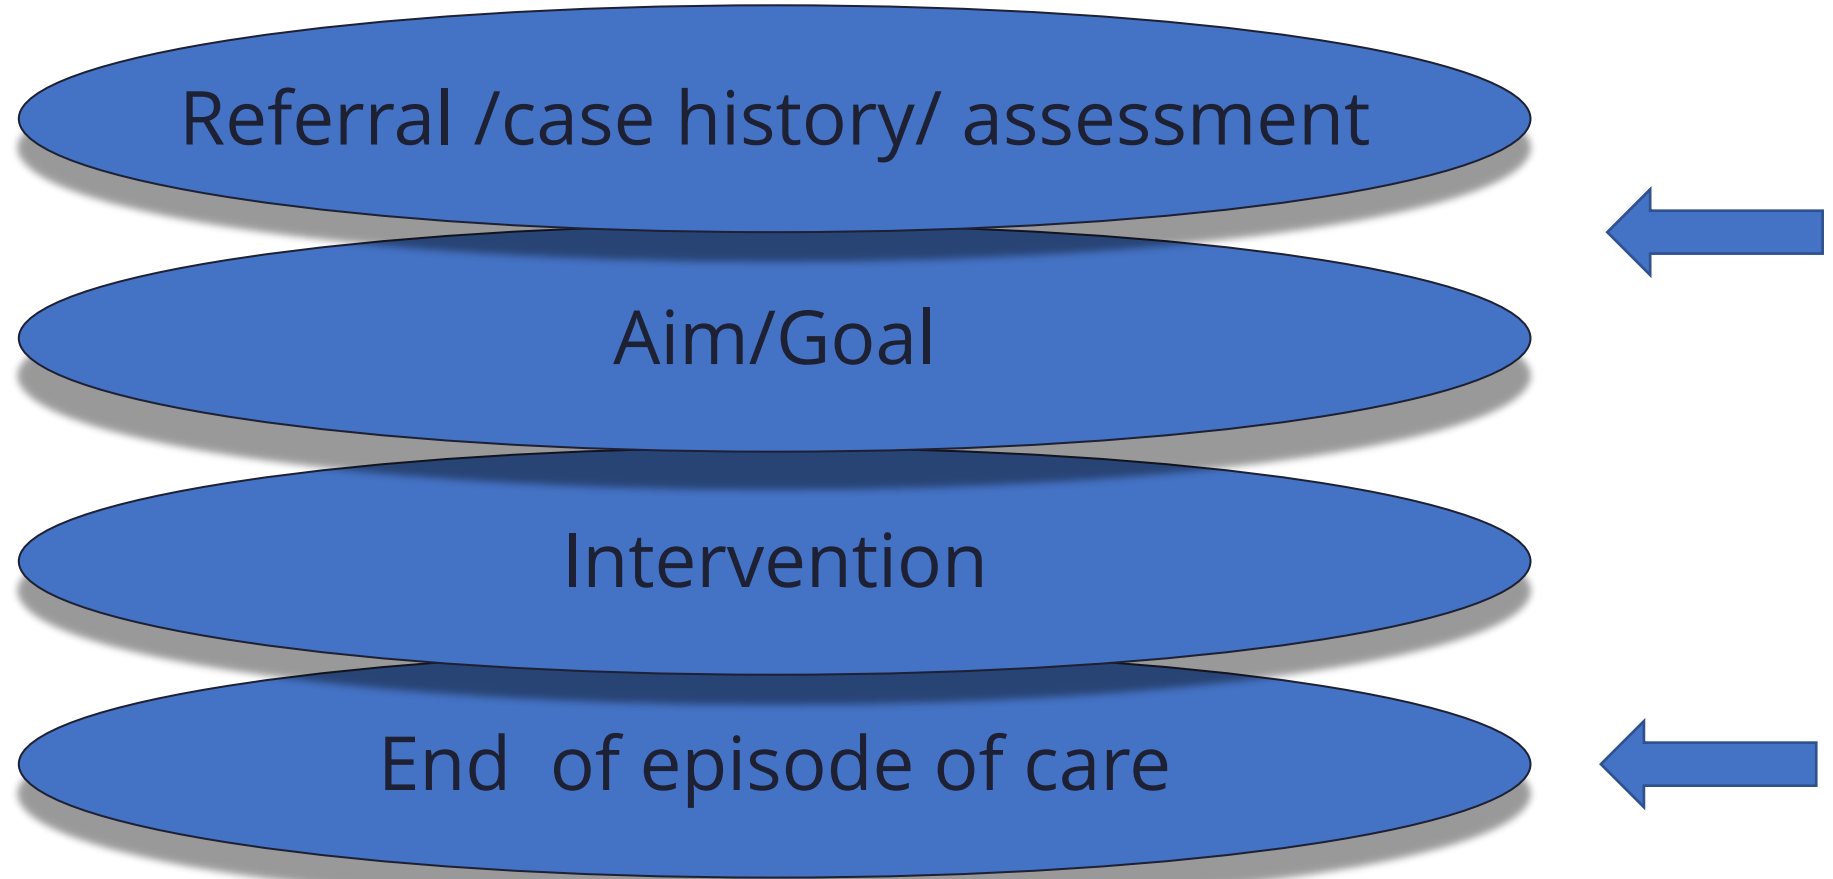 Referral /case history/ assessment
Aim/Goal
Intervention
End  of episode of care